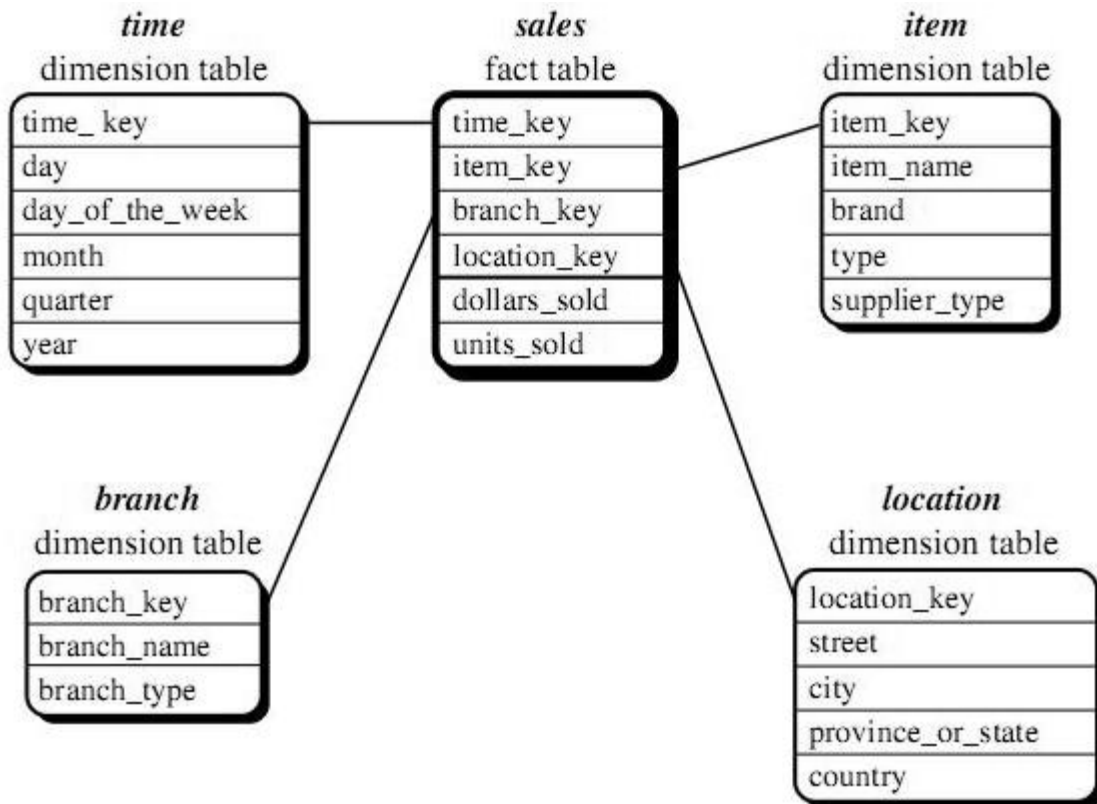 time
dimension table
time_ key
day
day_of_the_week
month
quarter
year
sales
fact table
time_key
item_key
branch_key
location_key
dollars_sold
units_sold
item
dimension table
item_key
item_name
brand
type
supplier_type
branch
dimension table
branch_key
branch_name
branch_type
location
dimension table
location_key
street
city
province_or_state
country